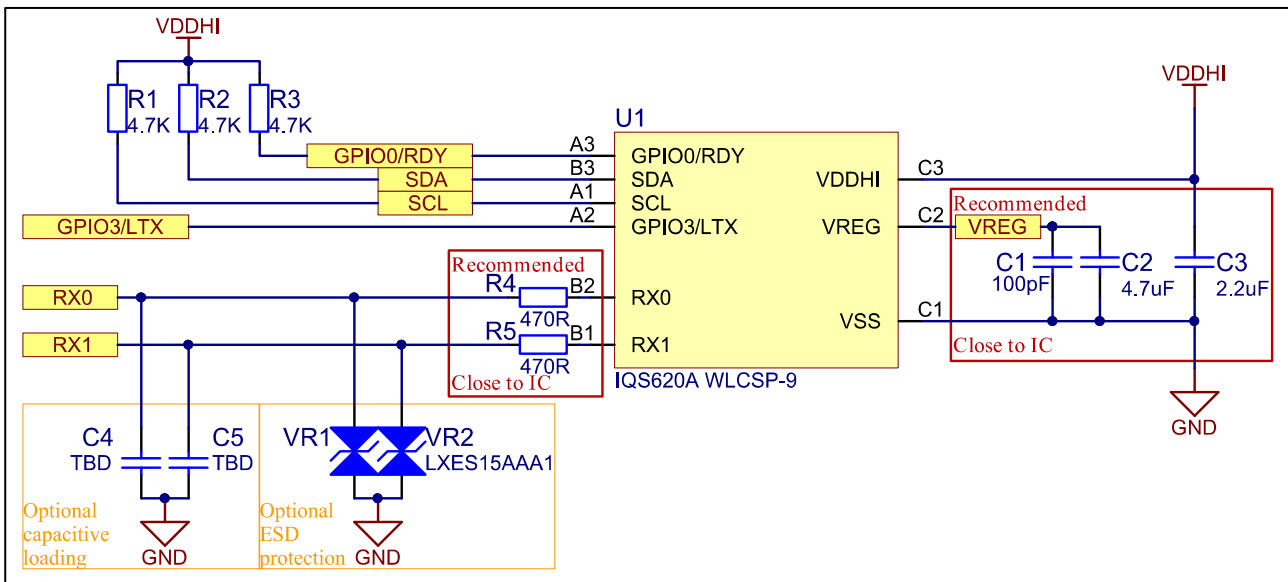 VDDHI
R1
4.7K
R2
4.7K
R3
4.7K
GPIO0/RDY
SDA
SCL
GPIO3/LTX
A3
B3
A1
A2
U1
GPIO0/RDY
SDA
SCL
GPIO3/LTX
RX0
RX1
VDDHI
VREG
VSS
IQS620A WLCSP-9
C3
C2
C1
VDDHI
Recommended
VREG
C1
100pF
C2
4.7uF
C3
2.2uF
Close to IC
GND
RX0
RX1
Recommended
R4
470R
B2
R5
470R
B1
Close to IC
C4
TBD
C5
TBD
Optional
capacitive
loading
GND
VR1
VR2
LXES15AAA1
Optional
ESD
protection
GND